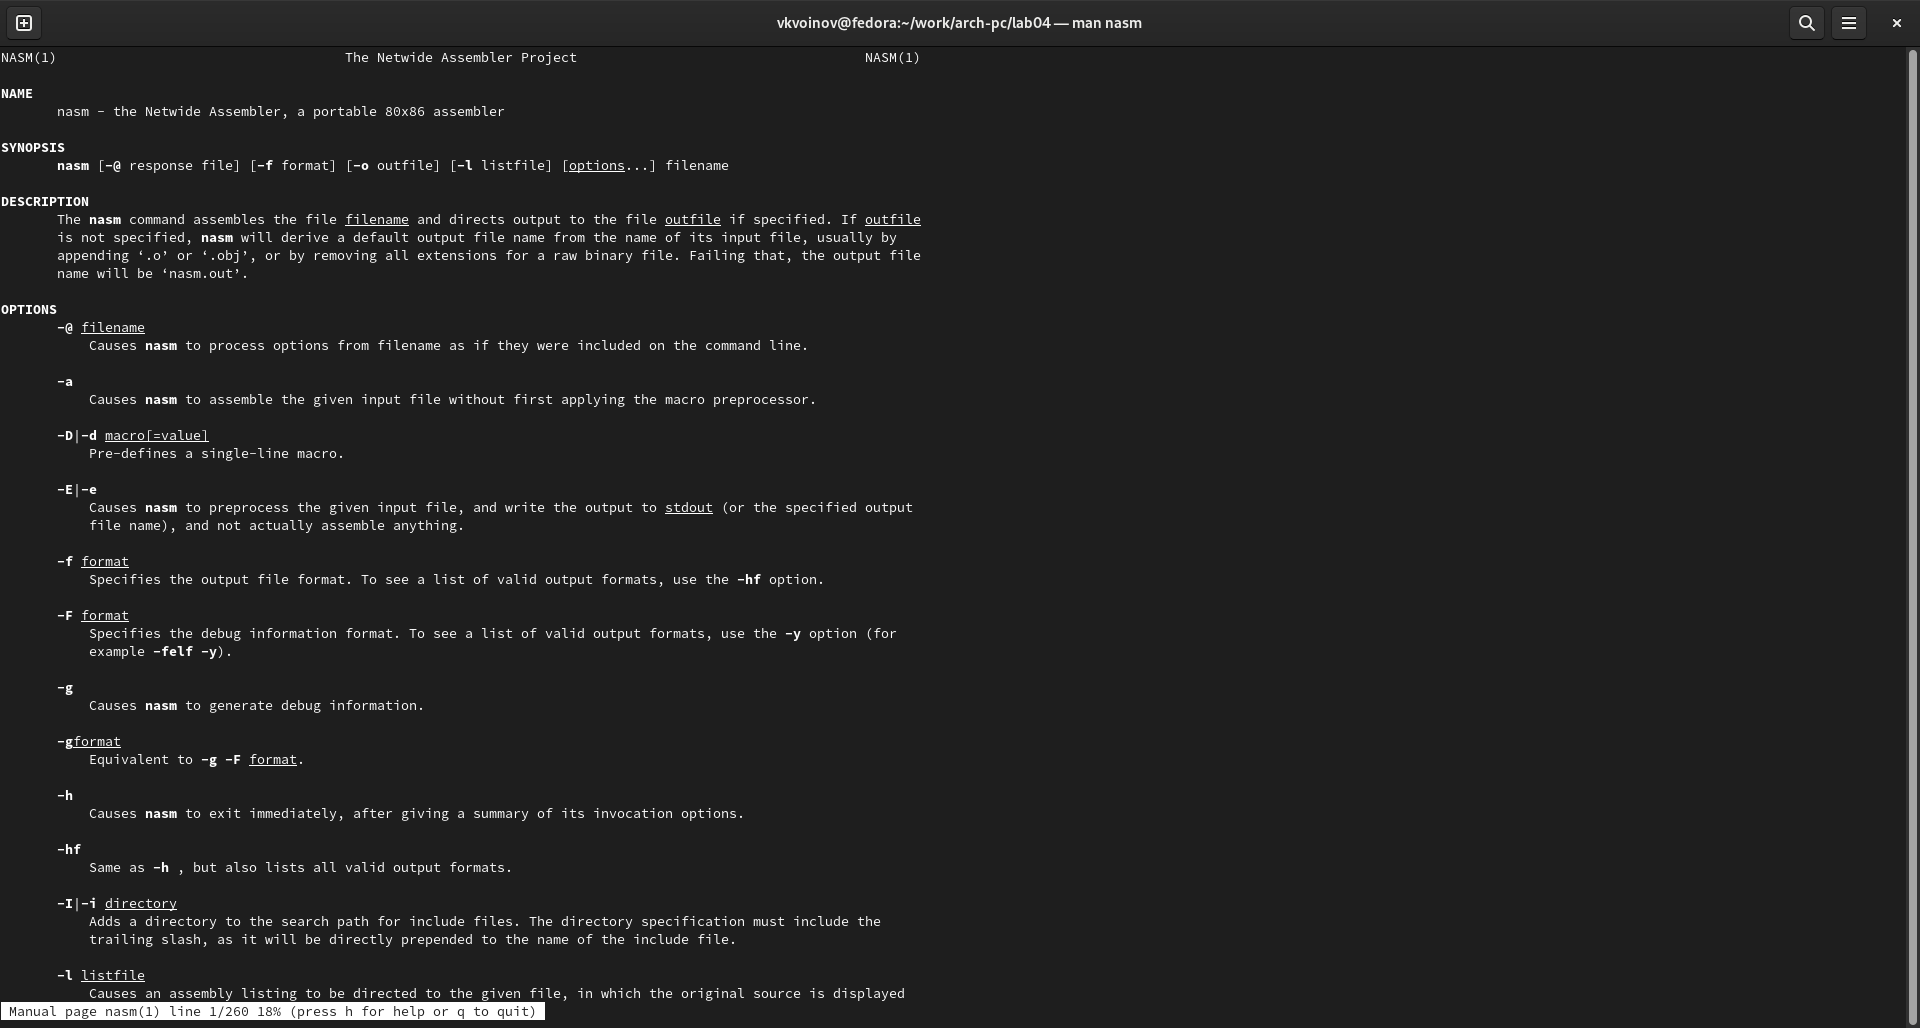 vkvoinov@fedora:~/work/arch-pc/lab04 — man nasm
NASM(1) The Netwide Assembler Project NASM(1)
NAME
nasm - the Netwide Assembler, a portable 80x86 assembler
SYNOPSIS
nasm [-@ response file] [-f format] [-o outfile] [-l listfile] [options...] filename
DESCRIPTION
The nasm command assembles the file filename and directs output to the file outfile if specified. If outfile
is not specified, nasm will derive a default output file name from the name of its input file, usually by
appending ‘.o’ or ‘.obj’, or by removing all extensions for a raw binary file. Failing that, the output file
name will be ‘nasm.out’.
OPTIONS
-@ filename
Causes nasm to process options from filename as if they were included on the command line.
-a
Causes nasm to assemble the given input file without first applying the macro preprocessor.
-D|-d macro[=value]
Pre-defines a single-line macro.
-E|-e
Causes nasm to preprocess the given input file, and write the output to stdout (or the specified output
file name), and not actually assemble anything.
-f format
Specifies the output file format. To see a list of valid output formats, use the -hf option.
-F format
Specifies the debug information format. To see a list of valid output formats, use the -y option (for
example -felf -y).
-g
Causes nasm to generate debug information.
-gformat
Equivalent to -g -F format.
-h
Causes nasm to exit immediately, after giving a summary of its invocation options.
-hf
Same as -h , but also lists all valid output formats.
-I|-i directory
Adds a directory to the search path for include files. The directory specification must include the
trailing slash, as it will be directly prepended to the name of the include file.
-l listfile
Causes an assembly listing to be directed to the given file, in which the original source is displayed
Manual page nasm(1) line 1/260 18% (press h for help or q to quit)